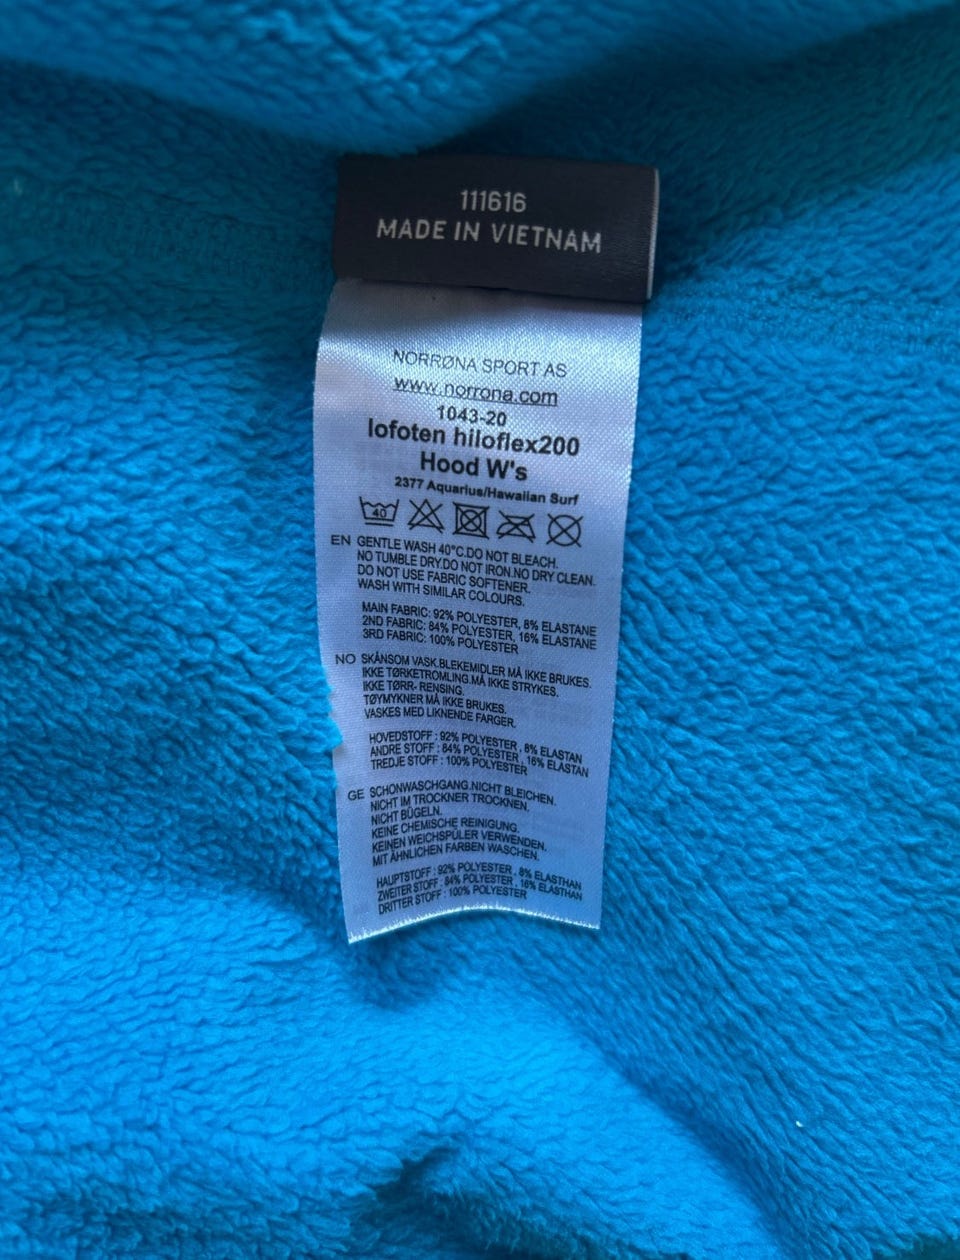 111616
MADE IN VIETNAM
NORRØNA SPORT AS
www.norrona.com
1043-20
lofoten hiloflex200
Hood W's
2377 Aquarius/Hawaiian Surf
40
EN GENTLE WASH 40°C.DO NOT BLEACH.
NO TUMBLE DRY.DO NOT IRON.NO DRY CLEAN.
DO NOT USE FABRIC SOFTENER.
WASH WITH SIMILAR COLOURS.
MAIN FABRIC: 92% POLYESTER, 8% ELASTANE
2ND FABRIC: 84% POLYESTER, 16% ELASTANE
3RD FABRIC: 100% POLYESTER
NO SKÅNSOM VASK.BLEKEMIDLER MÅ IKKE BRUKES.
IKKE TØRKETROMLING.MÅ IKKE STRYKES.
IKKE TØRR- RENSING.
TØYMYKNER MÅ IKKE BRUKES.
VASKES MED LIKNENDE FARGER.
HOVEDSTOFF : 92% POLYESTER , 8% ELASTAN
ANDRE STOFF : 84% POLYESTER , 16% ELASTAN
TREDJE STOFF : 100% POLYESTER
GE SCHONWASCHGANG.NICHT BLEICHEN.
NICHT IM TROCKNER TROCKNEN.
NICHT BÜGELN.
KEINE CHEMISCHE REINIGUNG.
KEINEN WEICHSPÜLER VERWENDEN.
MIT ÄHNLICHEN FARBEN WASCHEN.
HAUPTSTOFF : 92% POLYESTER , 8% ELASTHAN
ZWEITER STOFF : 84% POLYESTER , 16% ELASTHAN
DRITTER STOFF : 100% POLYESTER